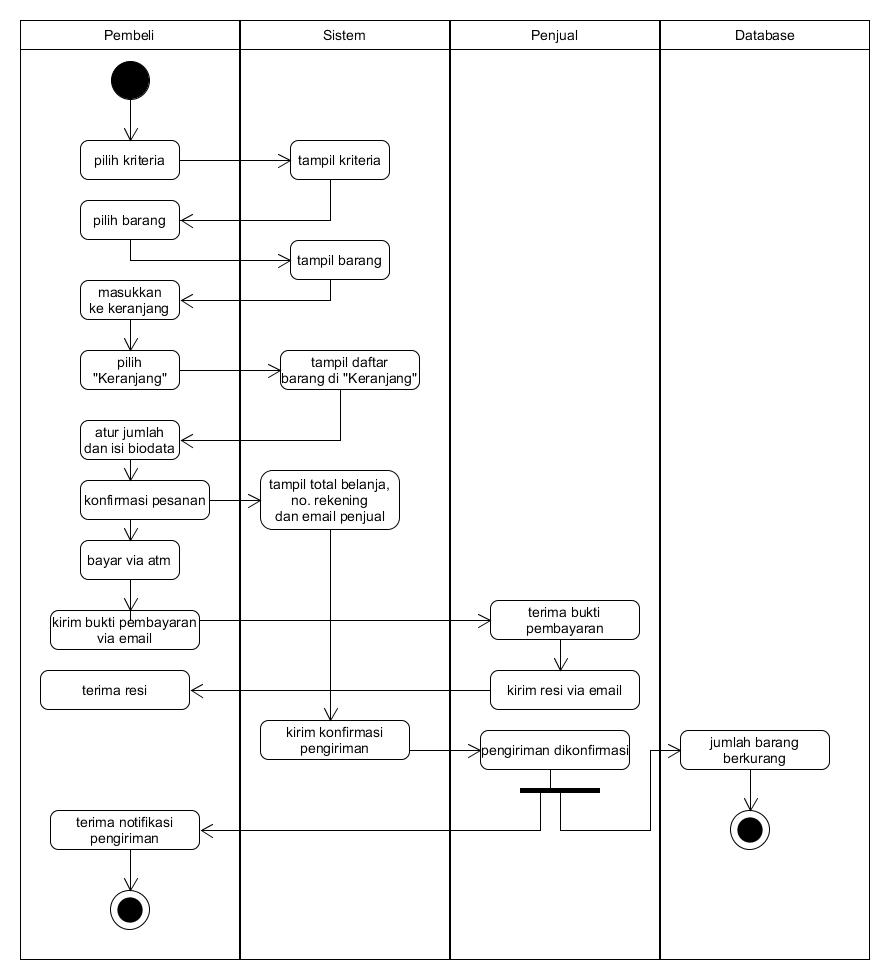 Pembeli
Sistem
Penjual
Database
pilih kriteria
tampil kriteria
pilih barang
tampil barang
masukkan
ke keranjang
pilih
"Keranjang"
tampil daftar
barang di "Keranjang"
atur jumlah
dan isi biodata
konfirmasi pesanan
tampil total belanja,
no. rekening
dan email penjual
bayar via atm
kirim bukti pembayaran
via email
terima bukti
pembayaran
terima resi
kirim resi via email
kirim konfirmasi
pengiriman
pengiriman dikonfirmasi
jumlah barang
berkurang
terima notifikasi
pengiriman